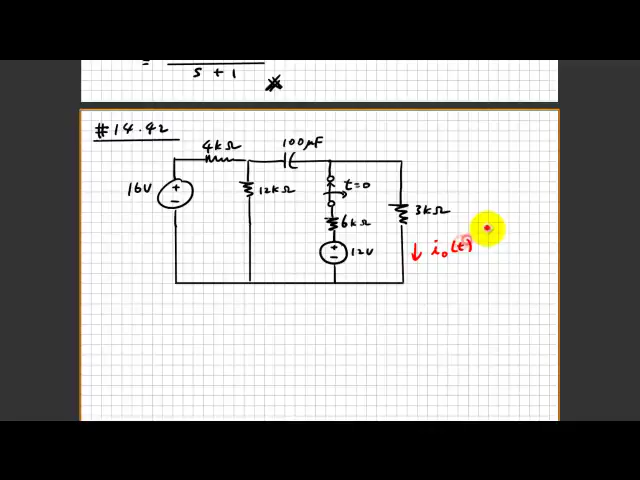 =
s + 1
#14.42
4kΩ
100μF
16V
+
-
12kΩ
t=0
3kΩ
6kΩ
+
-
12V
↓ i₀(t)